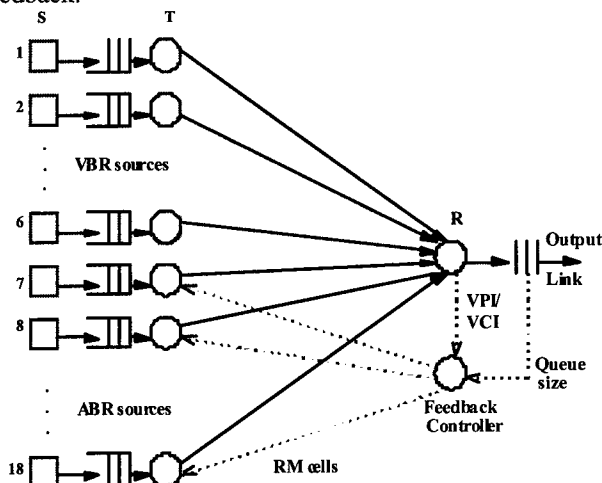 edback.
S T
1
2
VBR sources
6
R
Output
Link
7
VPI/
VCI
8
Queue
size
ABR sources
Feedback
Controller
18
RM cells